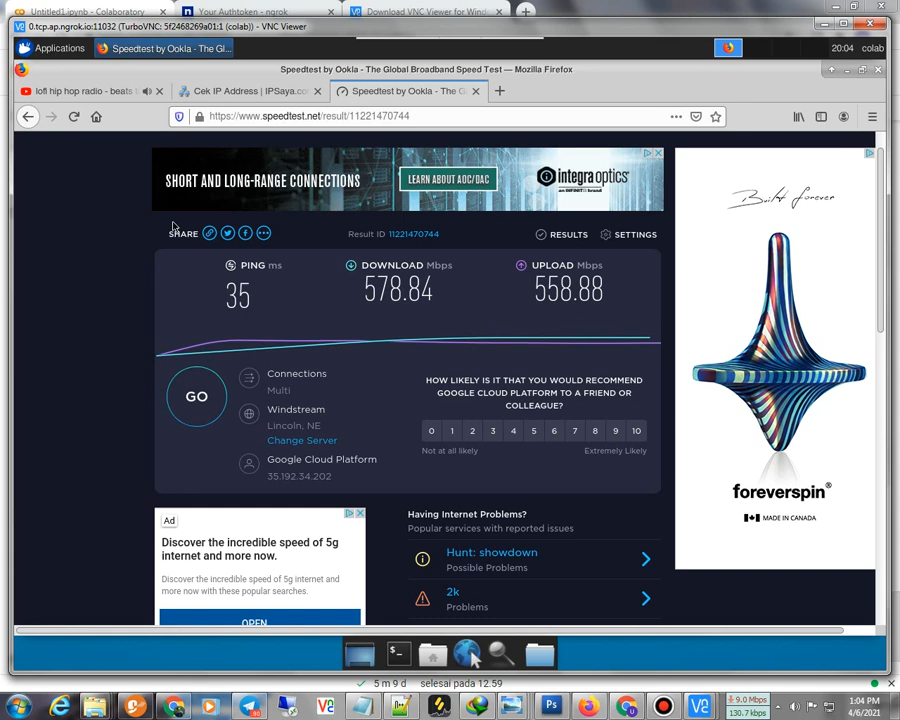 Untitled1.ipynb - Colaboratory
Your Authtoken - ngrok
Download VNC Viewer for Wind
0.tcp.ap.ngrok.io:11032 (TurboVNC: 5f2468269a01:1 (colab) - VNC Viewer
Applications
Speedtest by Ookla - The Gl...
20:04
colab
Speedtest by Ookla - The Global Broadband Speed Test — Mozilla Firefox
lofi hip hop radio - beats
Cek IP Address | IPSaya.co
Speedtest by Ookla - The G
https://www.speedtest.net/result/11221470744
SHORT AND LONG-RANGE CONNECTIONS
LEARN ABOUT AOC/DAC
integra optics
SHARE
Result ID 11221470744
RESULTS
SETTINGS
PING ms
DOWNLOAD Mbps
UPLOAD Mbps
35
578.84
558.88
GO
Connections
Multi
Windstream
Lincoln, NE
Change Server
Google Cloud Platform
35.192.34.202
HOW LIKELY IS IT THAT YOU WOULD RECOMMEND
GOOGLE CLOUD PLATFORM TO A FRIEND OR
COLLEAGUE?
0 1 2 3 4 5 6 7 8 9 10
Not at all likely
Extremely Likely
Built forever
foreverspin®
MADE IN CANADA
Ad
Discover the incredible speed of 5g
internet and more now.
Discover the incredible speed of 5g internet and
more now with these popular searches.
OPEN
Having Internet Problems?
Popular services with reported issues
Hunt: showdown
Possible Problems
2k
Problems
5 m 9 d
selesai pada 12.59
9.0 Mbps
130.7 kbps
1:04 PM
4/6/2021